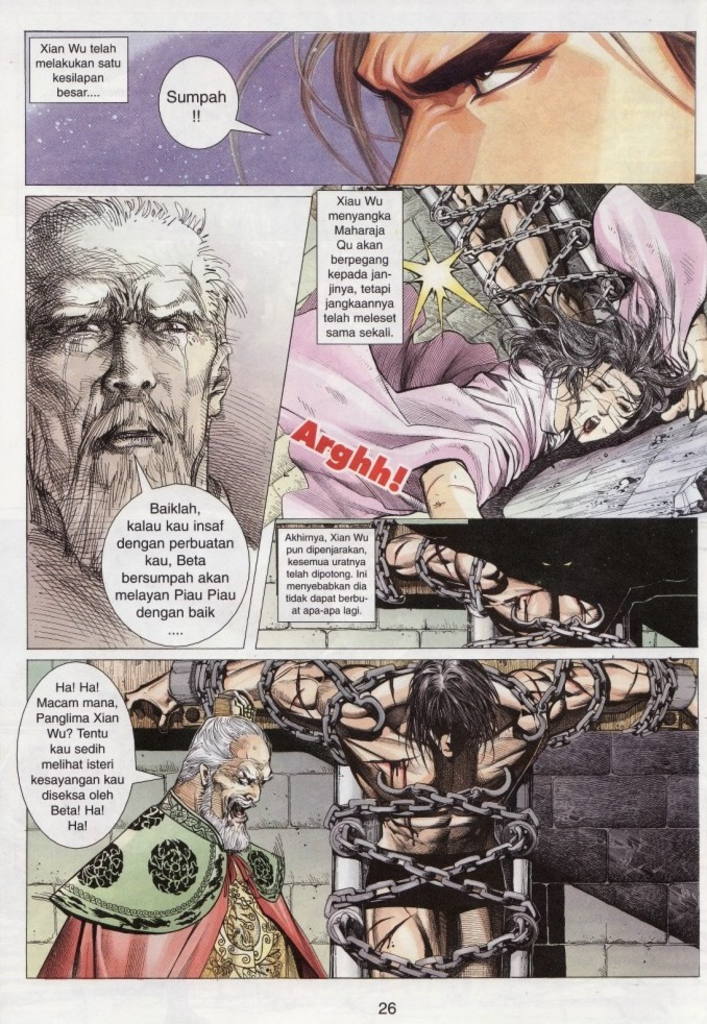 Xian Wu telah
melakukan satu
kesilapan
besar....
Sumpah
!!
Xiau Wu
menyangka
Maharaja
Qu akan
berpegang
kepada jan-
jinya, tetapi
jangkaannya
telah meleset
sama sekali.
Arghh!
Baiklah,
kalau kau insaf
dengan perbuatan
kau, Beta
bersumpah akan
melayan Piau Piau
dengan baik
....
Akhirnya, Xian Wu
pun dipenjarakan,
kesemua uratnya
telah dipotong. Ini
menyebabkan dia
tidak dapat berbu-
at apa-apa lagi.
Ha! Ha!
Macam mana,
Panglima Xian
Wu? Tentu
kau sedih
melihat isteri
kesayangan kau
diseksa oleh
Beta! Ha!
Ha!
26